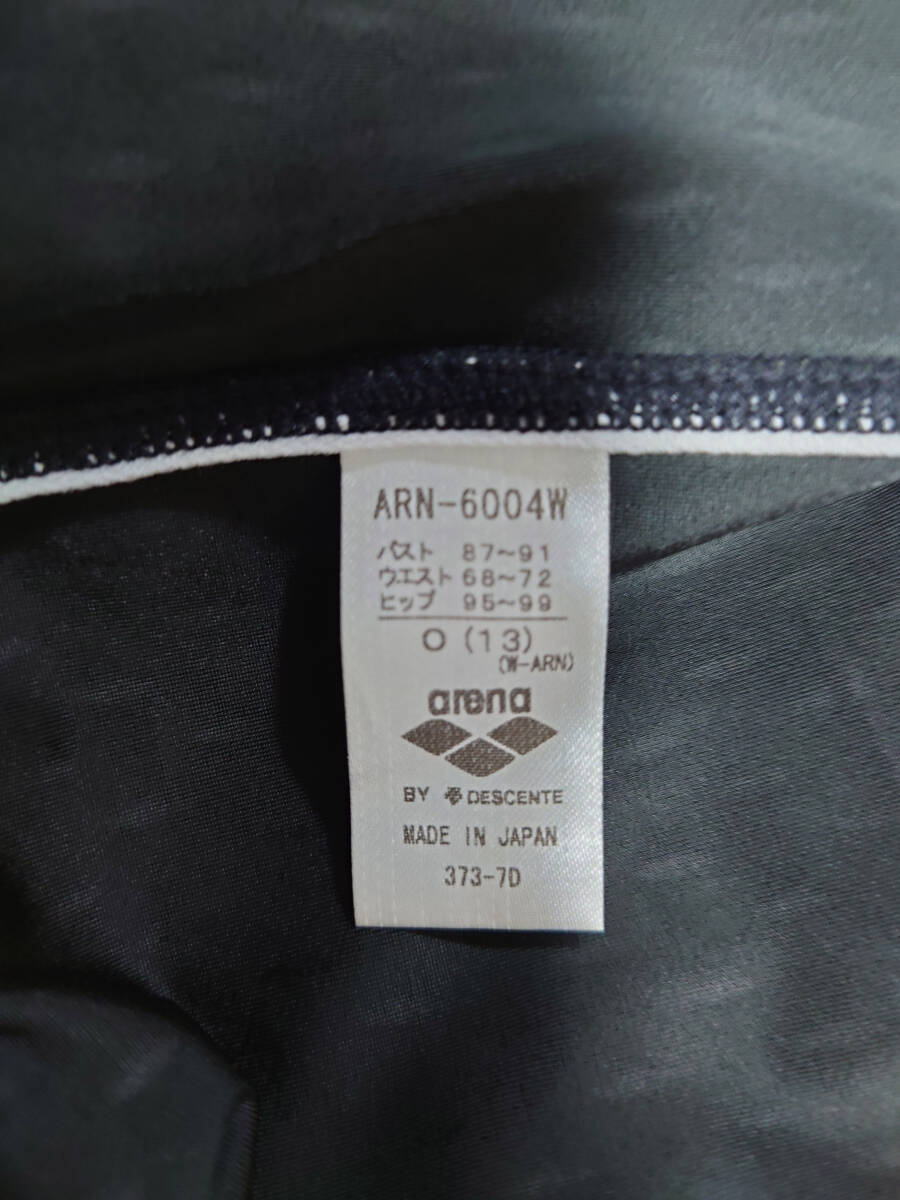 ARN-6004W
バスト 87~91
ウエスト 68~72
ヒップ 95~99
O (13)
(W-ARN)
arena
BY DESCENTE
MADE IN JAPAN
373-7D